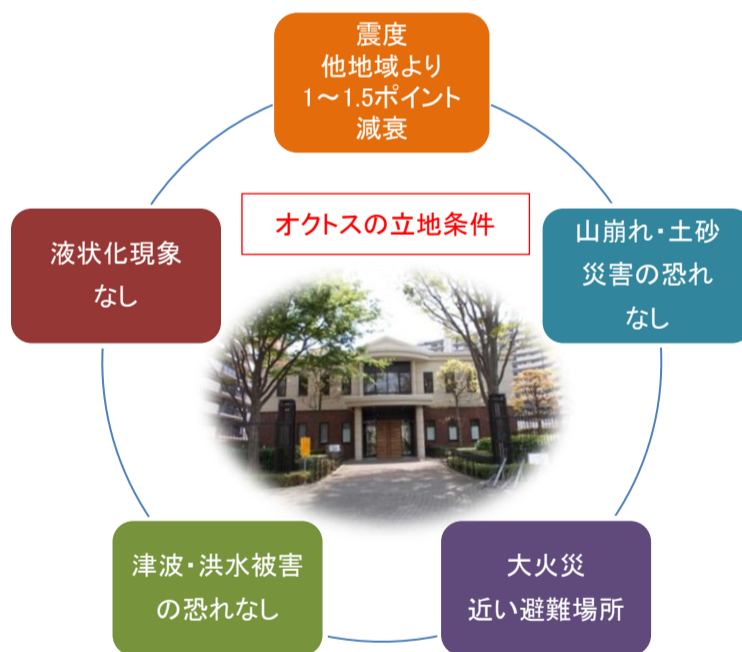 震度
他地域より
1～1.5ポイント
減衰
オクトスの立地条件
液状化現象
なし
山崩れ・土砂
災害の恐れ
なし
津波・洪水被害
の恐れなし
大火災
近い避難場所